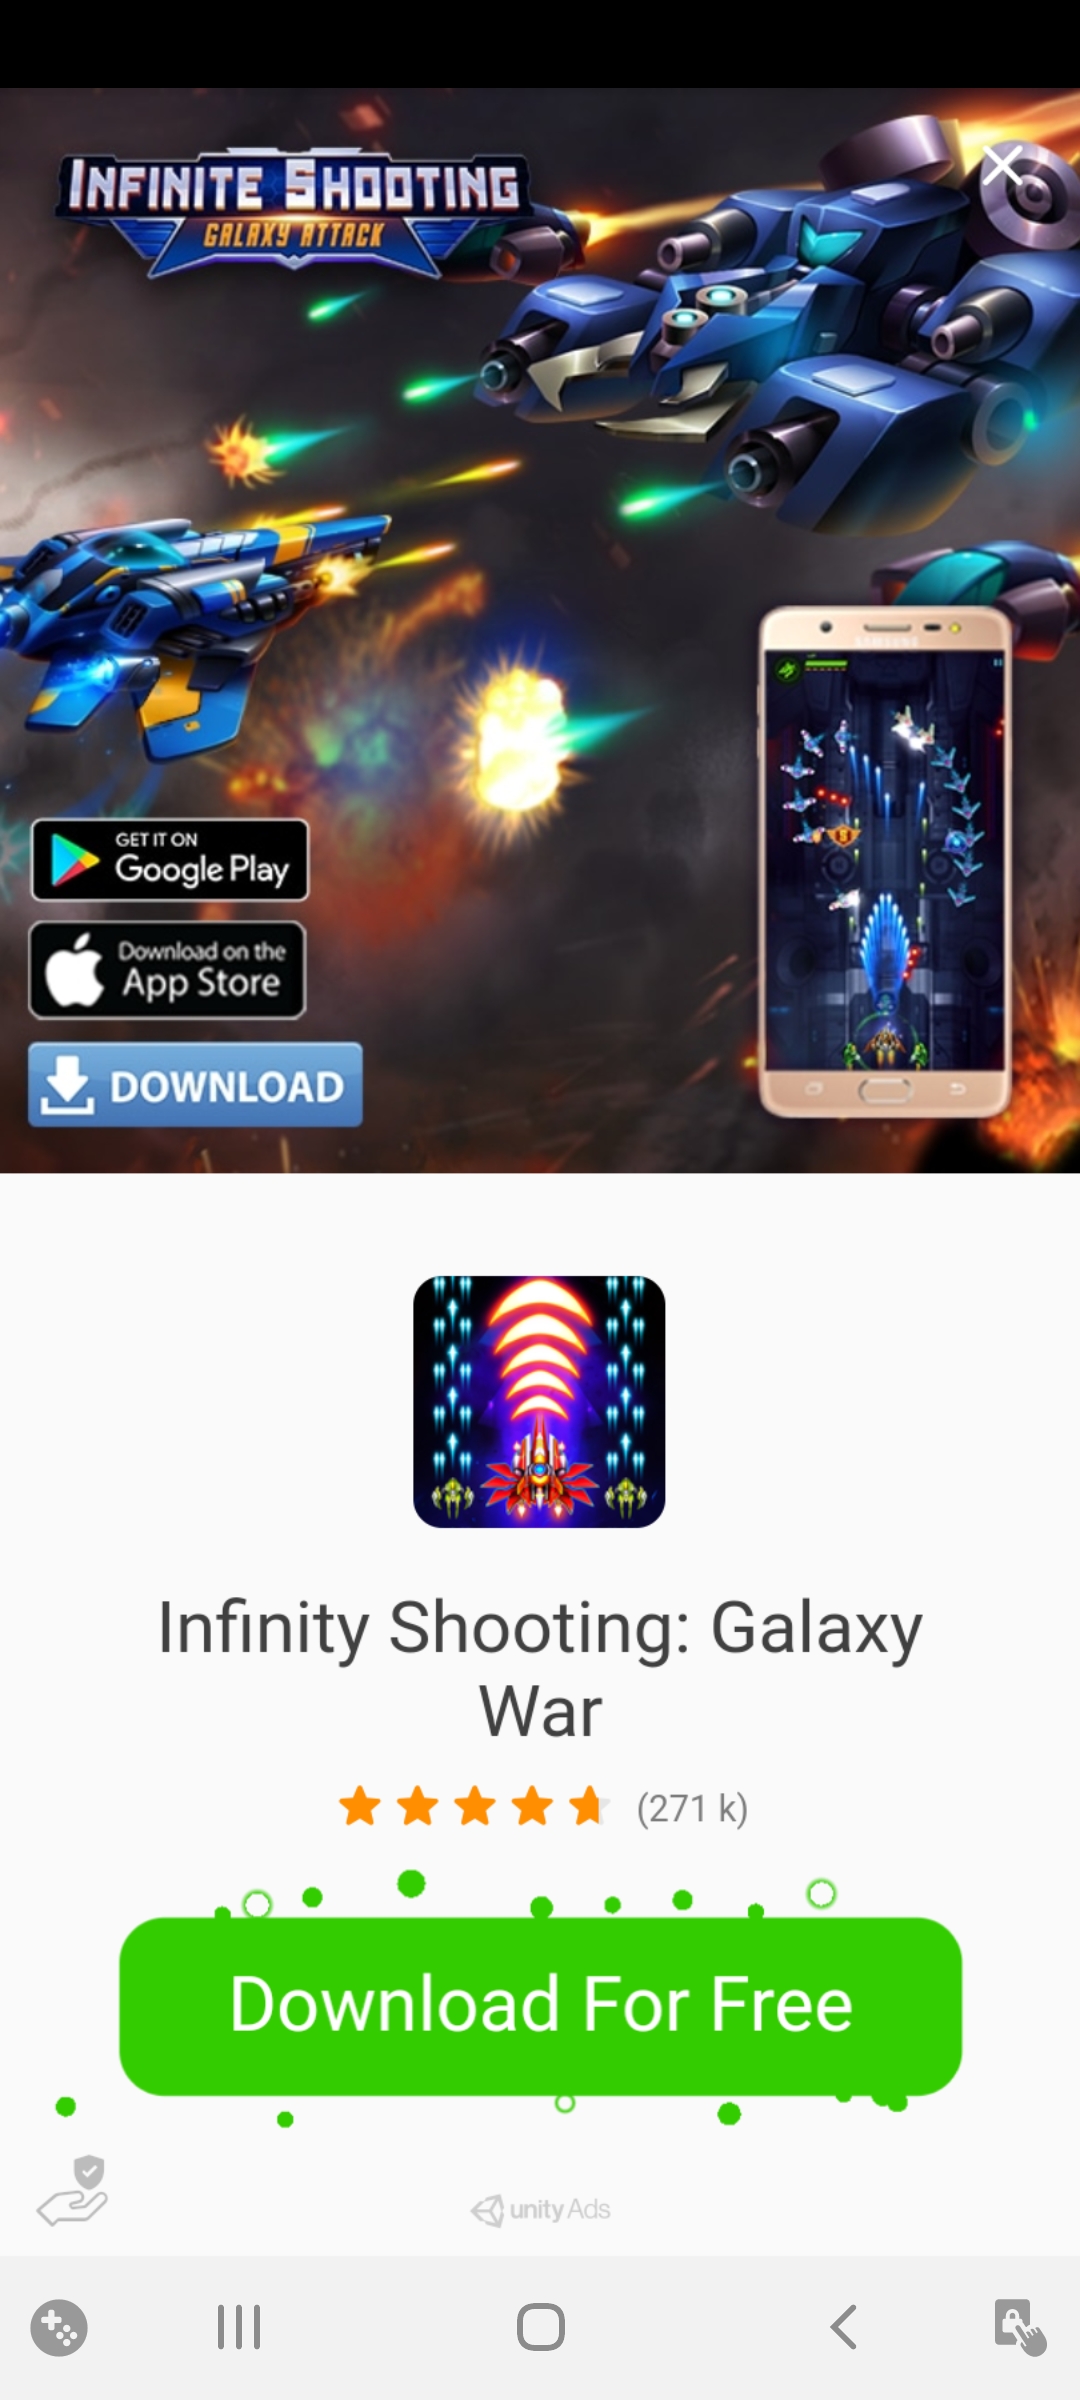 INFINITE SHOOTING
GALAXY ATTACK
SAMSUNG
GET IT ON
Google Play
Download on the
App Store
DOWNLOAD
Infinity Shooting: Galaxy
War
(271 k)
Download For Free
unity Ads